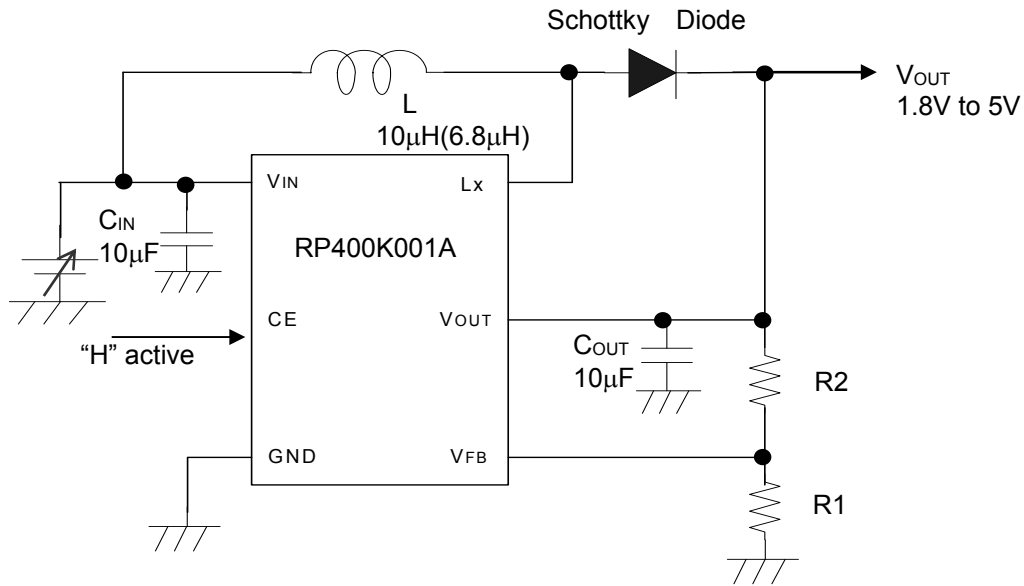 Schottky Diode
VOUT
1.8V to 5V
L
10μH(6.8μH)
VIN
LX
CIN
10μF
RP400K001A
CE
VOUT
"H" active
COUT
10μF
R2
GND
VFB
R1